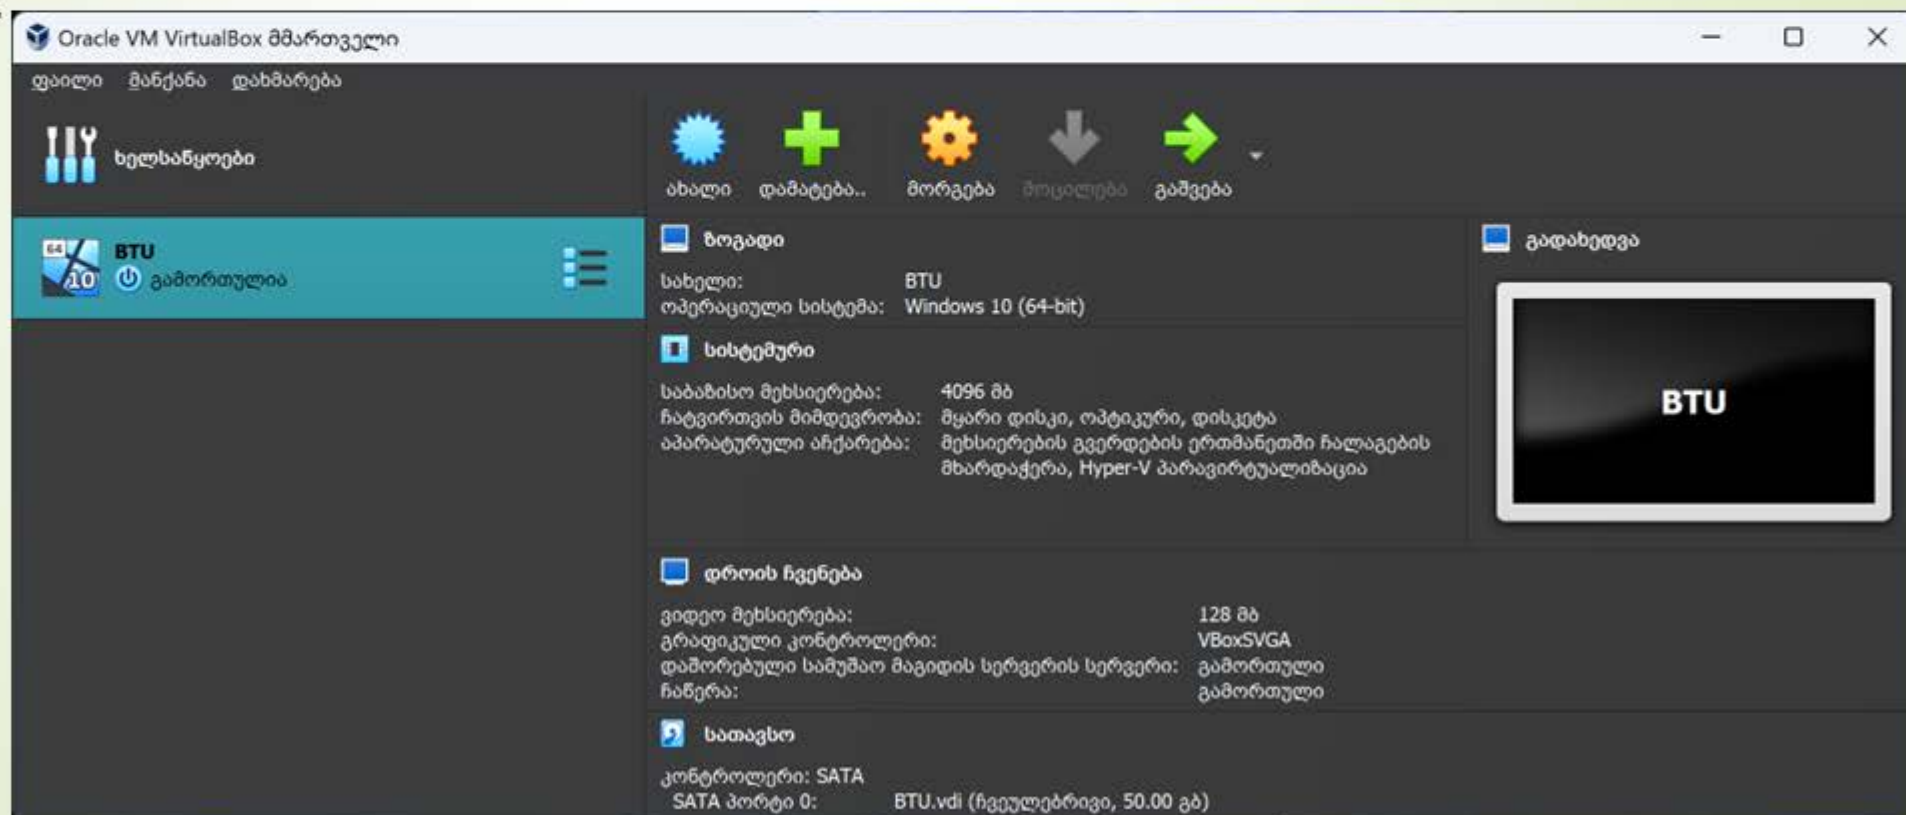 Oracle VM VirtualBox მმართველი
ფაილი მანქანა დახმარება
ხელსაწყოები
ახალი დამატება.. მორგება მოცილება გაშვება
64
10
BTU
გამორთულია
ზოგადი
სახელი: BTU
ოპერაციული სისტემა: Windows 10 (64-bit)
სისტემური
საბაზისო მეხსიერება: 4096 მბ
ჩატვირთვის მიმდევრობა: მყარი დისკი, ოპტიკური, დისკეტა
აპარატურული აჩქარება: მეხსიერების გვერდების ერთმანეთში ჩალაგების
მხარდაჭერა, Hyper-V პარავირტუალიზაცია
გადახედვა
BTU
დროის ჩვენება
ვიდეო მეხსიერება: 128 მბ
გრაფიკული კონტროლერი: VBoxSVGA
დაშორებული სამუშაო მაგიდის სერვერის სერვერი: გამორთული
ჩაწერა: გამორთული
სათავსო
კონტროლერი: SATA
SATA პორტი 0: BTU.vdi (ჩვეულებრივი, 50.00 გბ)